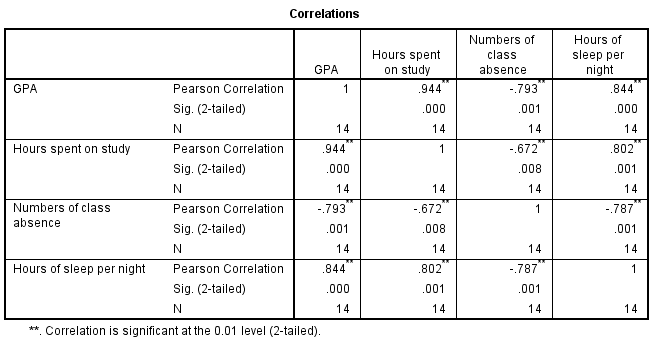 Correlations
GPA Hours spent on study Numbers of class absence Hours of sleep per night
GPA Pearson Correlation 1 .944** -.793** .844**
Sig. (2-tailed) .000 .001 .000
N 14 14 14 14
Hours spent on study Pearson Correlation .944** 1 -.672** .802**
Sig. (2-tailed) .000 .008 .001
N 14 14 14 14
Numbers of class absence Pearson Correlation -.793** -.672** 1 -.787**
Sig. (2-tailed) .001 .008 .001
N 14 14 14 14
Hours of sleep per night Pearson Correlation .844** .802** -.787** 1
Sig. (2-tailed) .000 .001 .001
N 14 14 14 14
**. Correlation is significant at the 0.01 level (2-tailed).